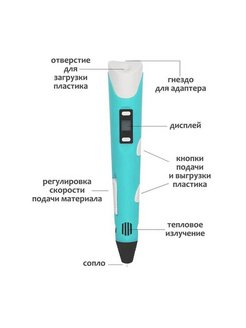 отверстие
для
загрузки
пластика
гнездо
для адаптера
дисплей
кнопки
подачи
и выгрузки
пластика
регулировка
скорости
подачи материала
тепловое
излучение
сопло